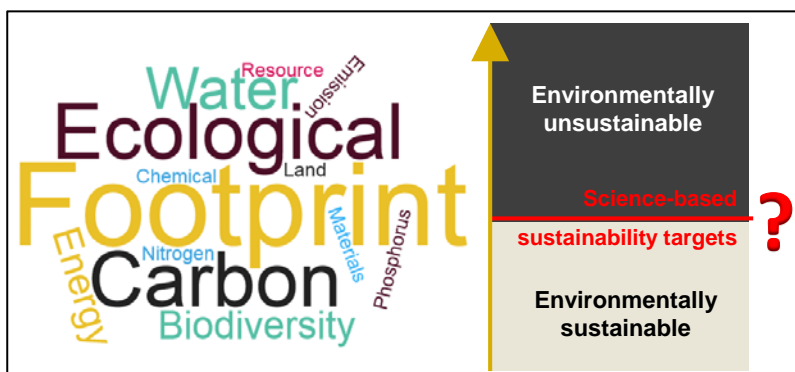 Resource
Emission
Water
Ecological
Land
Chemical
Footprint
Materials
Phosphorus
Energy
Nitrogen
Carbon
Biodiversity
Environmentally
unsustainable
Science-based
sustainability targets
?
Environmentally
sustainable